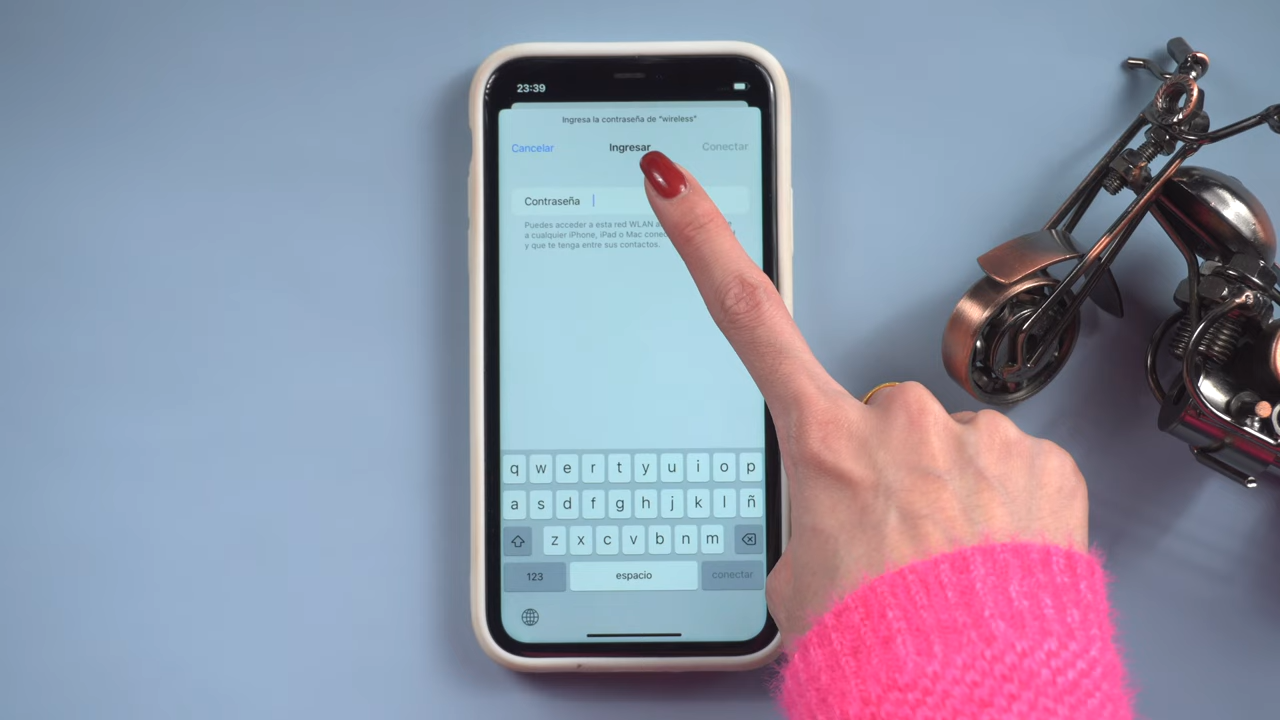 23:39
Ingresa la contraseña de "wireless"
Cancelar Ingresar Conectar
Contraseña
Puedes acceder a esta red WLAN
a cualquier iPhone, iPad o Mac
y que te tenga entre sus contactos.
q w e r t y u i o p
a s d f g h j k l ñ
z x c v b n m
123 espacio conectar